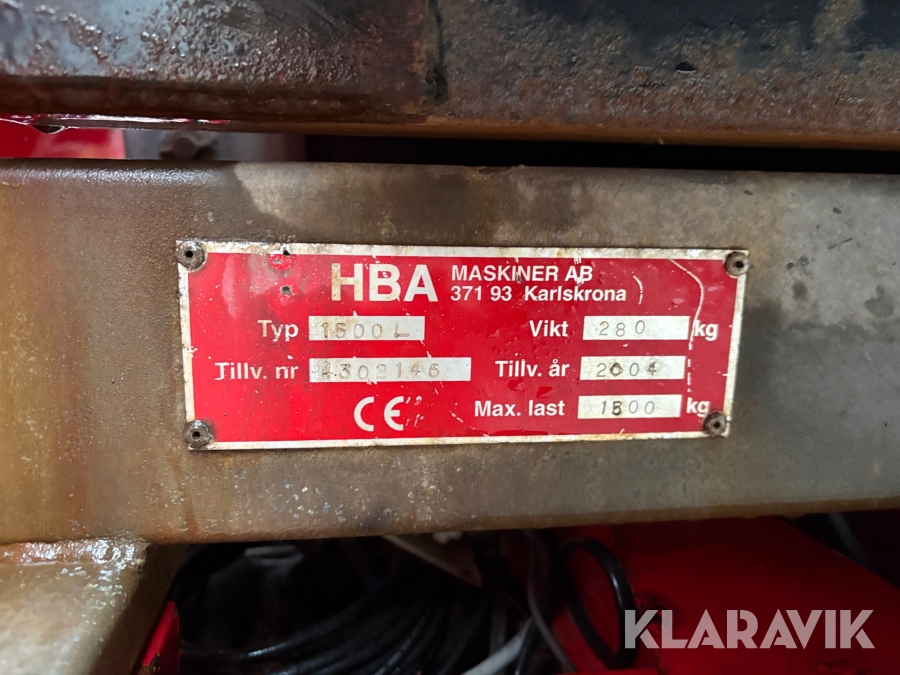 HBA MASKINER AB
371 93 Karlskrona
Typ 1500L Vikt 280 kg
Tillv. nr 4302146 Tillv. år 2004
CE Max. last 1500 kg
KLARAVIK